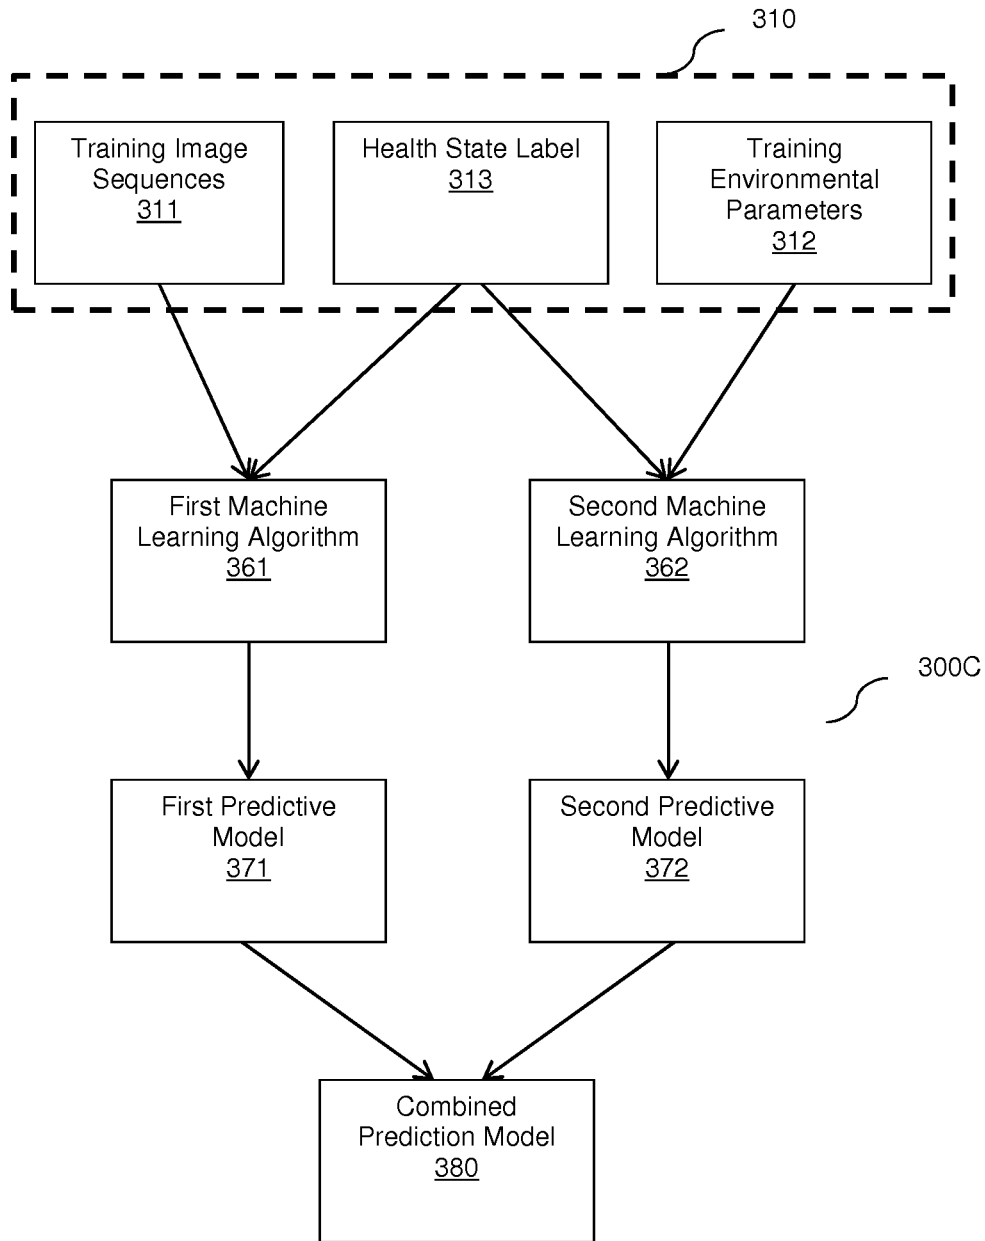 310
Training Image
Sequences
311
Health State Label
313
Training
Environmental
Parameters
312
First Machine
Learning Algorithm
361
Second Machine
Learning Algorithm
362
300C
First Predictive
Model
371
Second Predictive
Model
372
Combined
Prediction Model
380